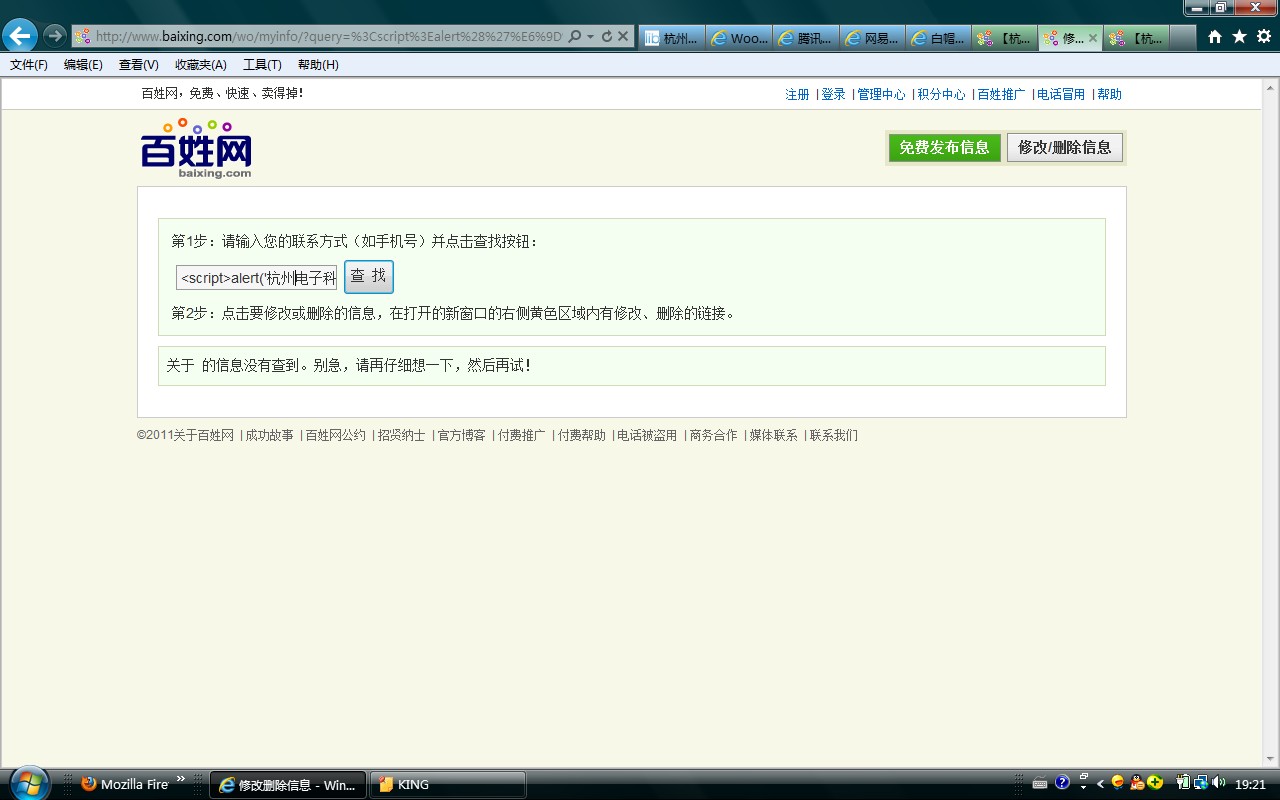 http://www.baixing.com/wo/myinfo/?query=%3Cscript%3Ealert%28%27%E6%9D
杭州...
Woo...
腾讯...
网易...
白帽...
【杭...
修...
【杭...
文件(F) 编辑(E) 查看(V) 收藏夹(A) 工具(T) 帮助(H)
百姓网，免费、快速、卖得掉！
注册 |登录 |管理中心 |积分中心 |百姓推广 |电话冒用 |帮助
百姓网
baixing.com
免费发布信息 修改/删除信息
第1步：请输入您的联系方式（如手机号）并点击查找按钮：
<script>alert('杭州电子科 查 找
第2步：点击要修改或删除的信息，在打开的新窗口的右侧黄色区域内有修改、删除的链接。
关于 的信息没有查到。别急，请再仔细想一下，然后再试！
©2011关于百姓网 |成功故事 |百姓网公约 |招贤纳士 |官方博客 |付费推广 |付费帮助 |电话被盗用 |商务合作 |媒体联系 |联系我们
Mozilla Fire 修改删除信息 - Win... KING 19:21